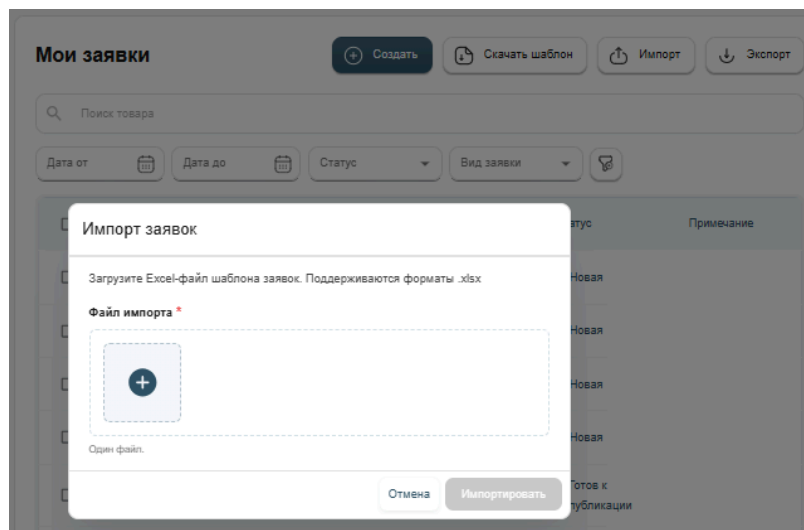 Мои заявки
Создать
Скачать шаблон
Импорт
Экспорт
Поиск товара
Дата от
Дата до
Статус
Вид заявки
Импорт заявок
атус
Примечание
Загрузите Excel-файл шаблона заявок. Поддерживаются форматы .xlsx
Новая
Файл импорта *
Новая
Новая
Новая
Один файл.
Готов к
публикации
Отмена
Импортировать